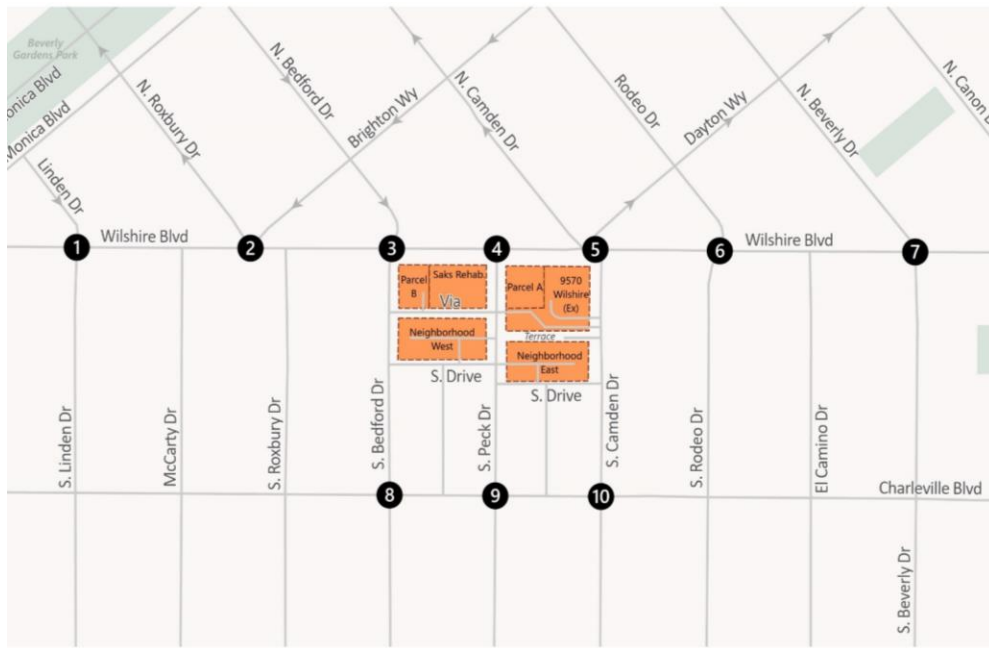 Beverly
Gardens Park
onica Blvd
Monica Blvd
Linden Dr
N. Roxbury Dr
N. Bedford Dr
Brighton Wy
N. Camden Dr
Rodeo Dr
Dayton Wy
N. Beverly Dr
N. Canon D
Wilshire Blvd
Wilshire Blvd
1
2
3
4
5
6
7
Parcel
B
Saks Rehab.
Parcel A
9570
Wilshire
(Ex)
Via
Neighborhood
West
Terrace
Neighborhood
East
S. Drive
S. Drive
S. Linden Dr
McCarty Dr
S. Roxbury Dr
S. Bedford Dr
S. Peck Dr
S. Camden Dr
S. Rodeo Dr
El Camino Dr
Charleville Blvd
8
9
10
S. Beverly Dr